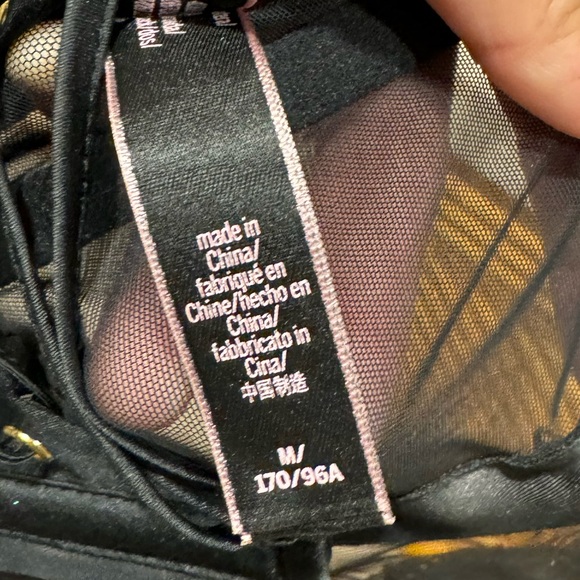 made in
China/
fabriqué en
Chine/hecho en
China/
fabbricato in
Cina/
中国制造
M/
170/96A